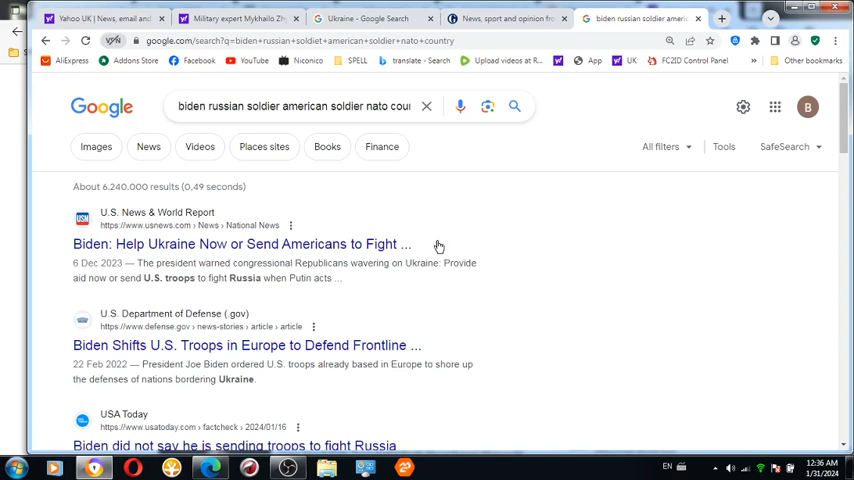 Yahoo UK | News, email and
Military expert Mykhailo Zh
Ukraine - Google Search
News, sport and opinion fro
biden russian soldier americ
VPN
google.com/search?q=biden+russian+soldiet+american+soldier+nato+country
AliExpress
Addons Store
Facebook
YouTube
Niconico
SPELL
translate - Search
Upload videos at R...
App
UK
FC2ID Control Panel
Other bookmarks
Google
biden russian soldier american soldier nato cour
B
Images
News
Videos
Places sites
Books
Finance
All filters
Tools
SafeSearch
About 6.240.000 results (0,49 seconds)
U.S. News & World Report
https://www.usnews.com › News › National News
Biden: Help Ukraine Now or Send Americans to Fight ...
6 Dec 2023 — The president warned congressional Republicans wavering on Ukraine: Provide
aid now or send U.S. troops to fight Russia when Putin acts ...
U.S. Department of Defense (.gov)
https://www.defense.gov › news-stories › article › article
Biden Shifts U.S. Troops in Europe to Defend Frontline ...
22 Feb 2022 — President Joe Biden ordered U.S. troops already based in Europe to shore up
the defenses of nations bordering Ukraine.
USA Today
https://www.usatoday.com › factcheck › 2024/01/16
Biden did not say he is sending troops to fight Russia
EN
12:36 AM
1/31/2024